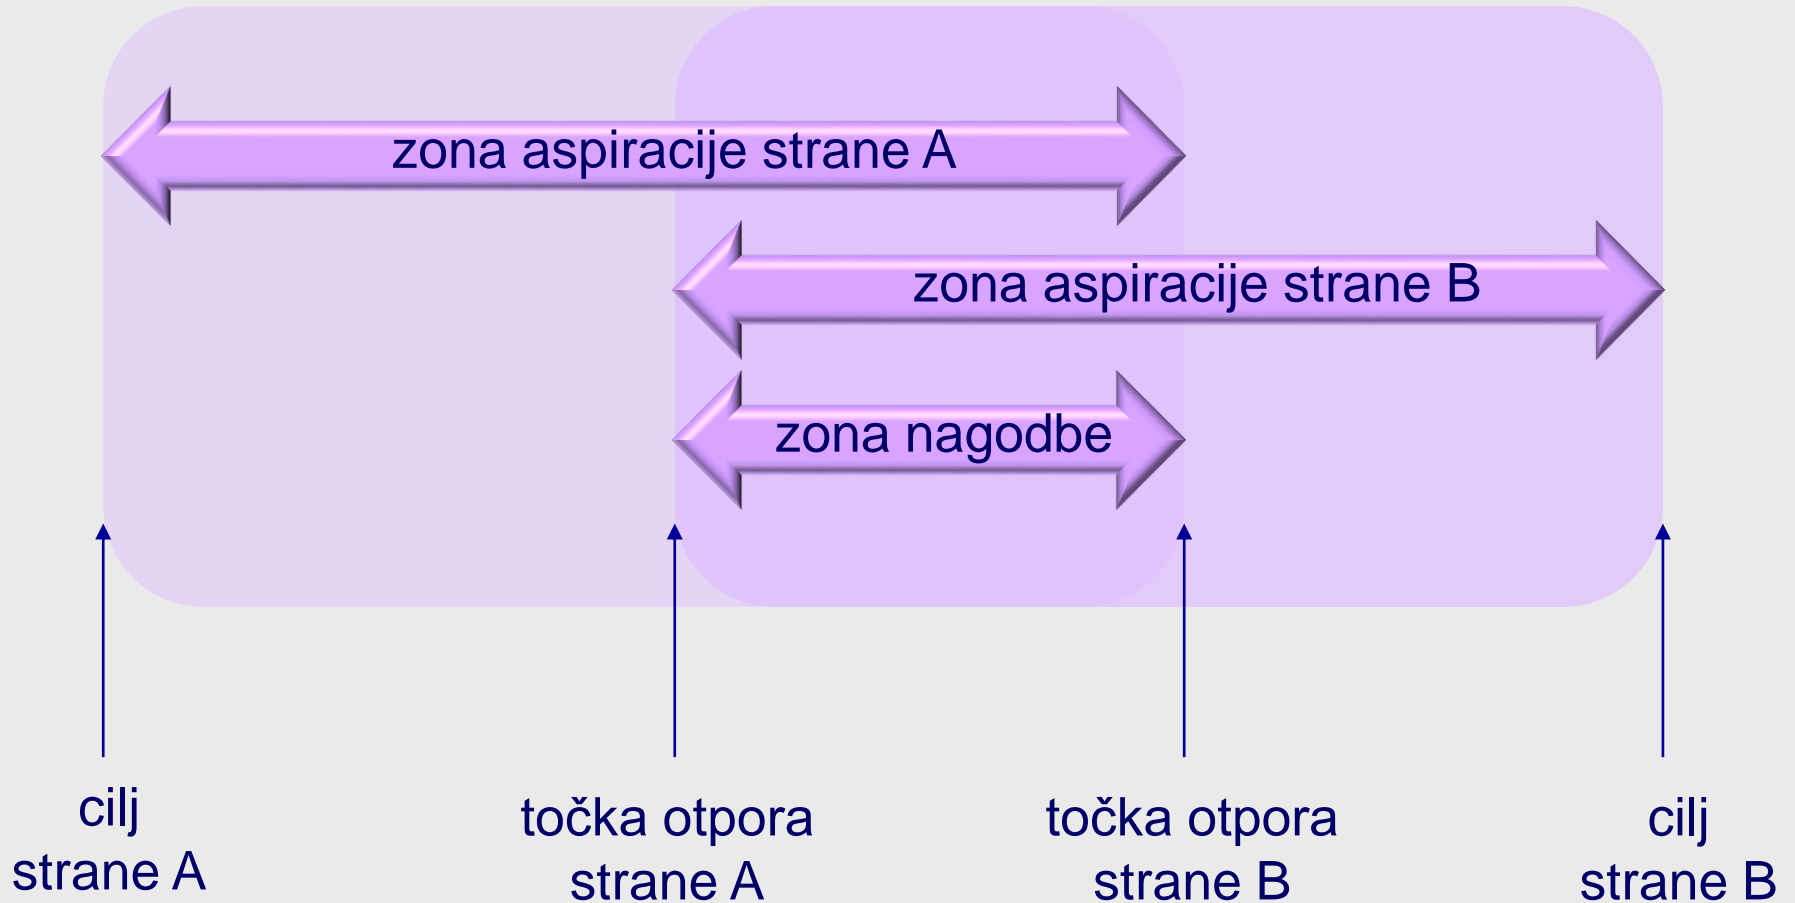 zona aspiracije strane A
zona aspiracije strane B
zona nagodbe
cilj
strane A
točka otpora
strane A
točka otpora
strane B
cilj
strane B